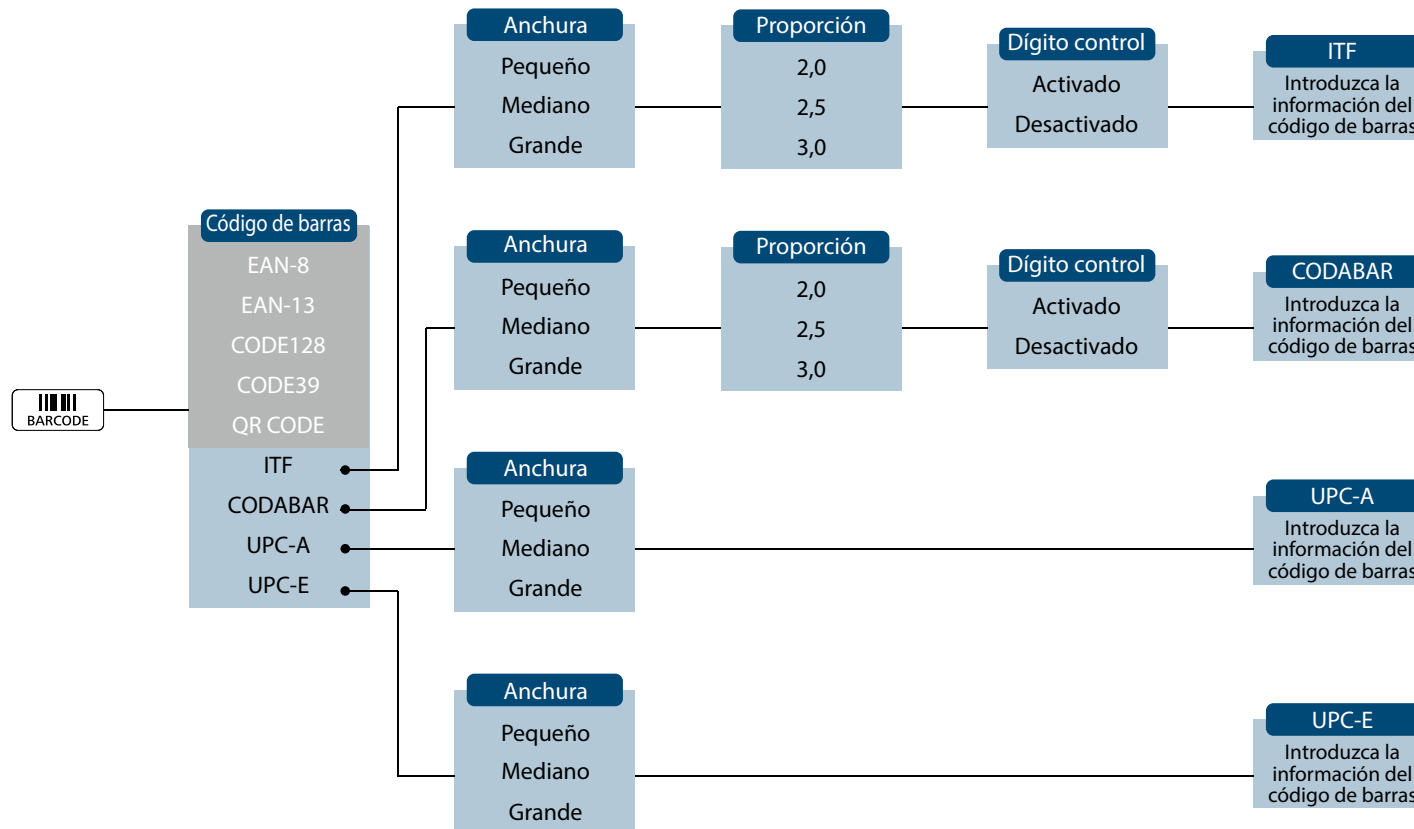 BARCODE
Código de barras
EAN-8
EAN-13
CODE128
CODE39
QR CODE
ITF
CODABAR
UPC-A
UPC-E
Anchura
Pequeño
Mediano
Grande
Proporción
2,0
2,5
3,0
Dígito control
Activado
Desactivado
ITF
Introduzca la
información del
código de barras
Anchura
Pequeño
Mediano
Grande
Proporción
2,0
2,5
3,0
Dígito control
Activado
Desactivado
CODABAR
Introduzca la
información del
código de barras
Anchura
Pequeño
Mediano
Grande
UPC-A
Introduzca la
información del
código de barras
Anchura
Pequeño
Mediano
Grande
UPC-E
Introduzca la
información del
código de barras